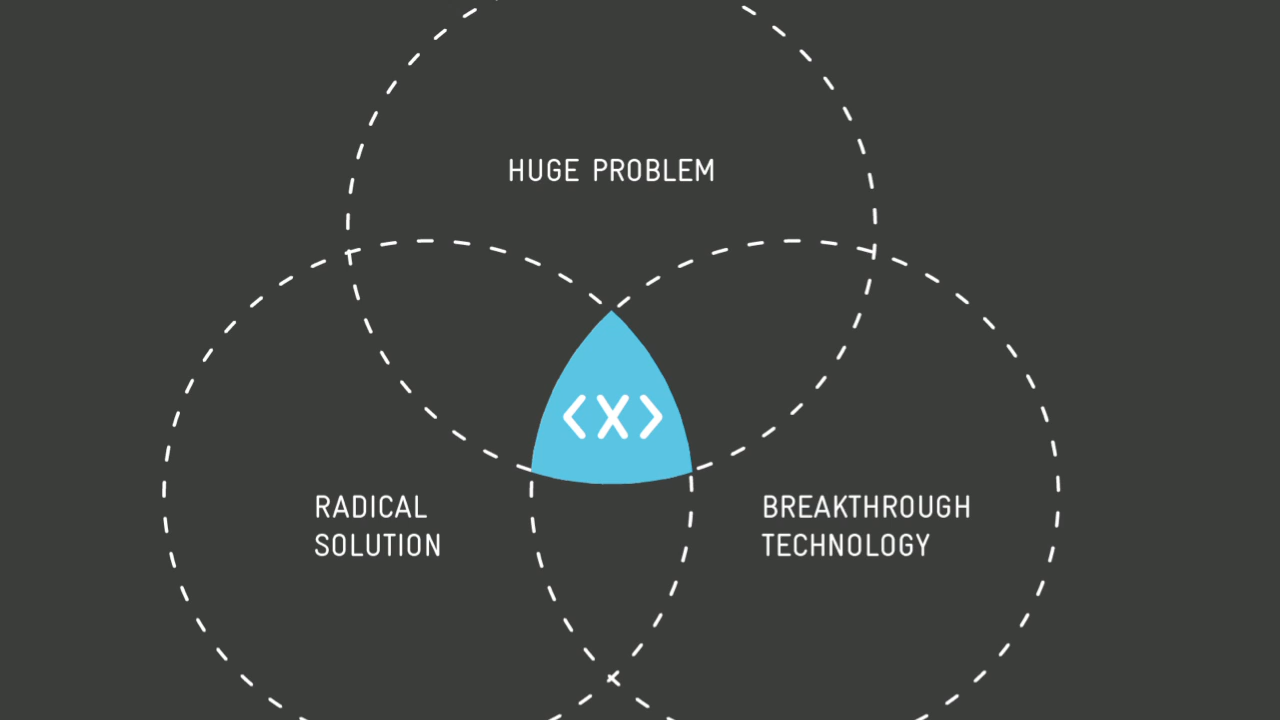 HUGE PROBLEM
<X>
RADICAL
SOLUTION
BREAKTHROUGH
TECHNOLOGY